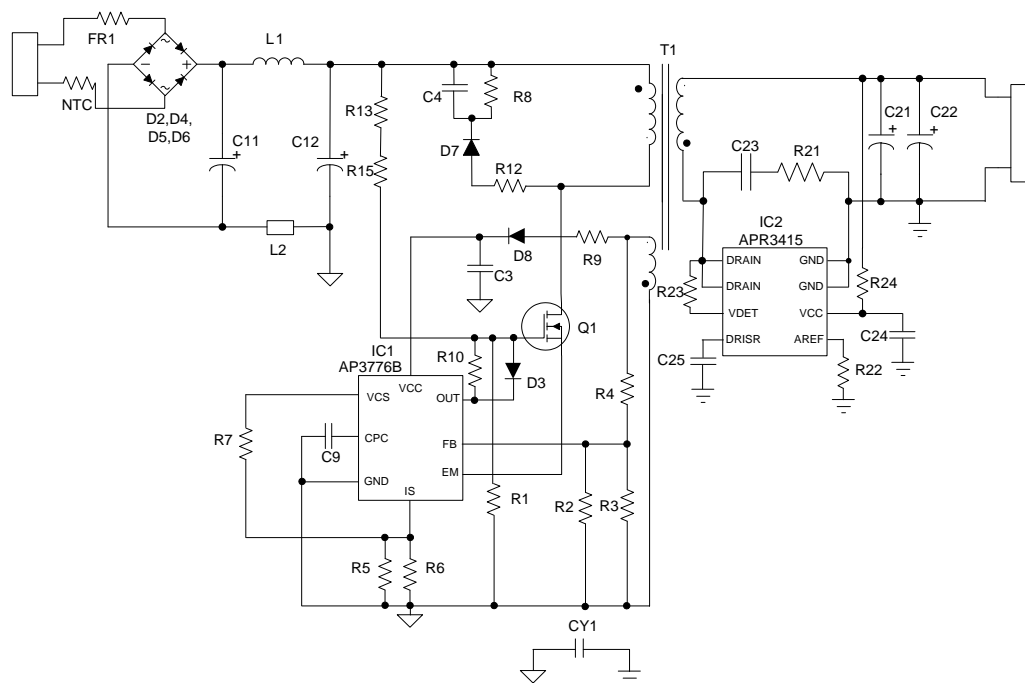 FR1
L1
T1
NTC
D2,D4,
D5,D6
C11
C12
R13
C4
R8
R15
D7
R12
C21
C22
C23
R21
IC2
APR3415
DRAIN
GND
DRAIN
GND
VDET
VCC
DRISR
AREF
R23
R24
C24
C25
R22
L2
C3
D8
R9
Q1
IC1
AP3776B
R10
D3
VCC
VCS
OUT
CPC
FB
GND
EM
IS
R7
C9
R4
R1
R2
R3
R5
R6
CY1